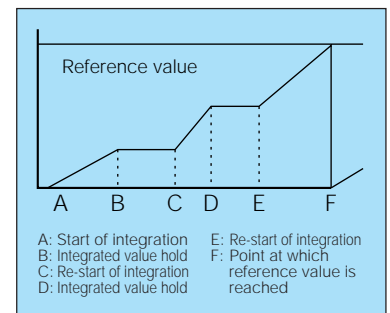 Reference value
A B C D E F
A: Start of integration
B: Integrated value hold
C: Re-start of integration
D: Integrated value hold
E: Re-start of integration
F: Point at which
reference value is
reached